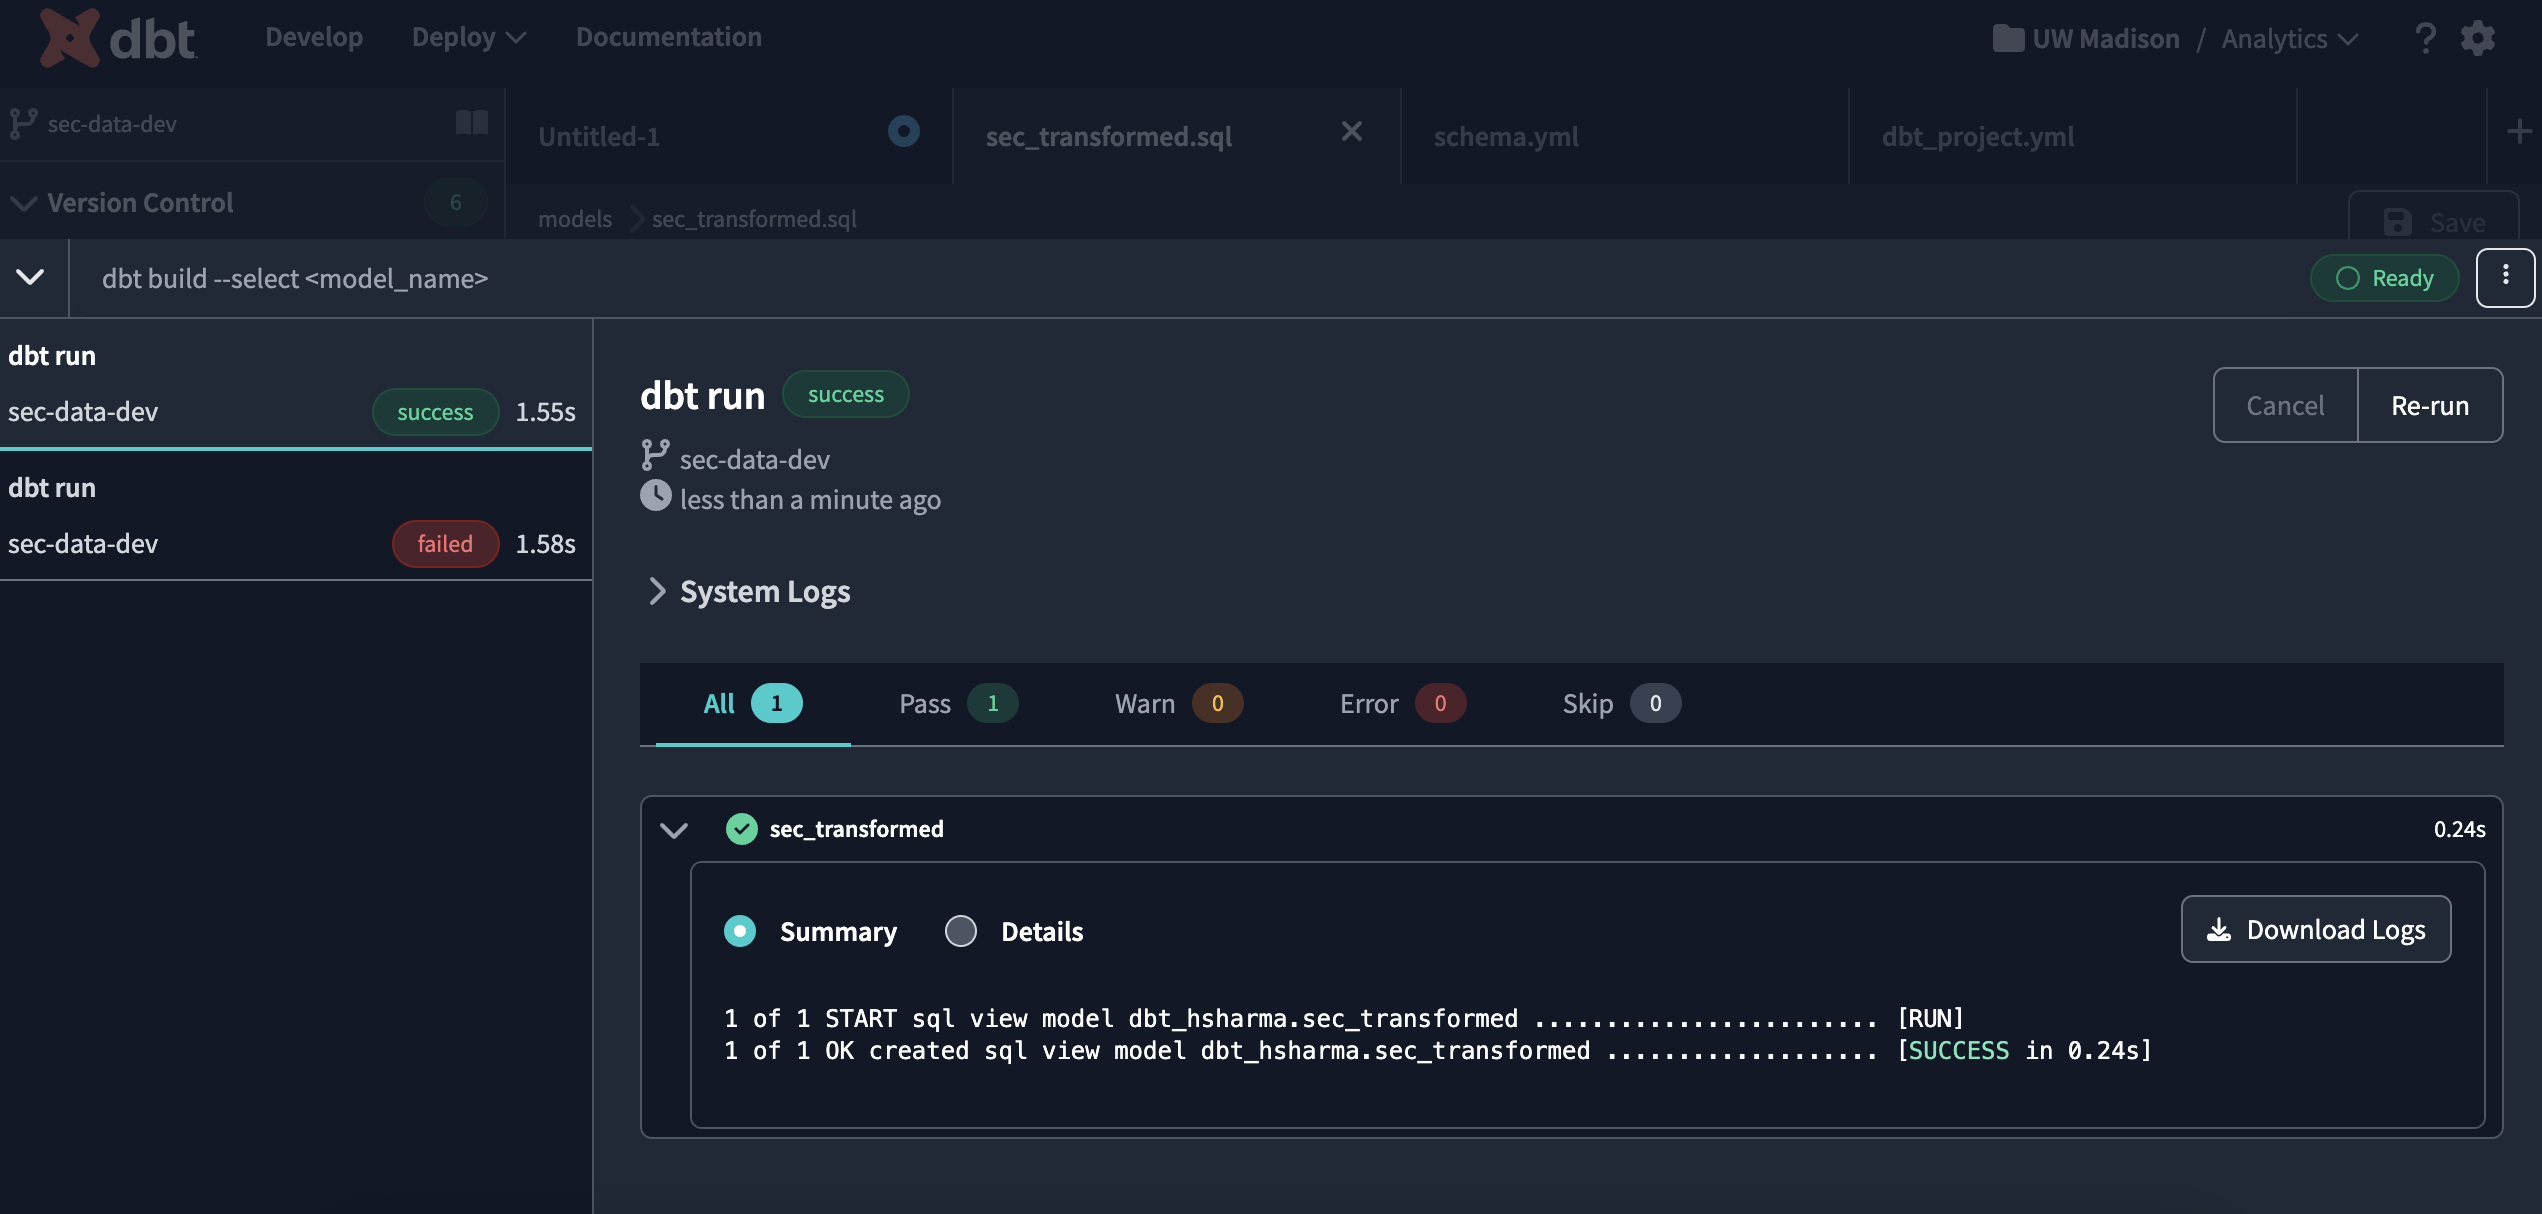 dbt Develop Deploy Documentation UW Madison / Analytics ?
sec-data-dev
Untitled-1 sec_transformed.sql schema.yml dbt_project.yml +
Version Control 6
models sec_transformed.sql Save
dbt build --select <model_name> Ready
dbt run
sec-data-dev success 1.55s
dbt run
sec-data-dev failed 1.58s
dbt run success
Cancel Re-run
sec-data-dev
less than a minute ago
System Logs
All 1 Pass 1 Warn 0 Error 0 Skip 0
sec_transformed 0.24s
Summary Details Download Logs
1 of 1 START sql view model dbt_hsharma.sec_transformed ........................ [RUN]
1 of 1 OK created sql view model dbt_hsharma.sec_transformed ................... [SUCCESS in 0.24s]